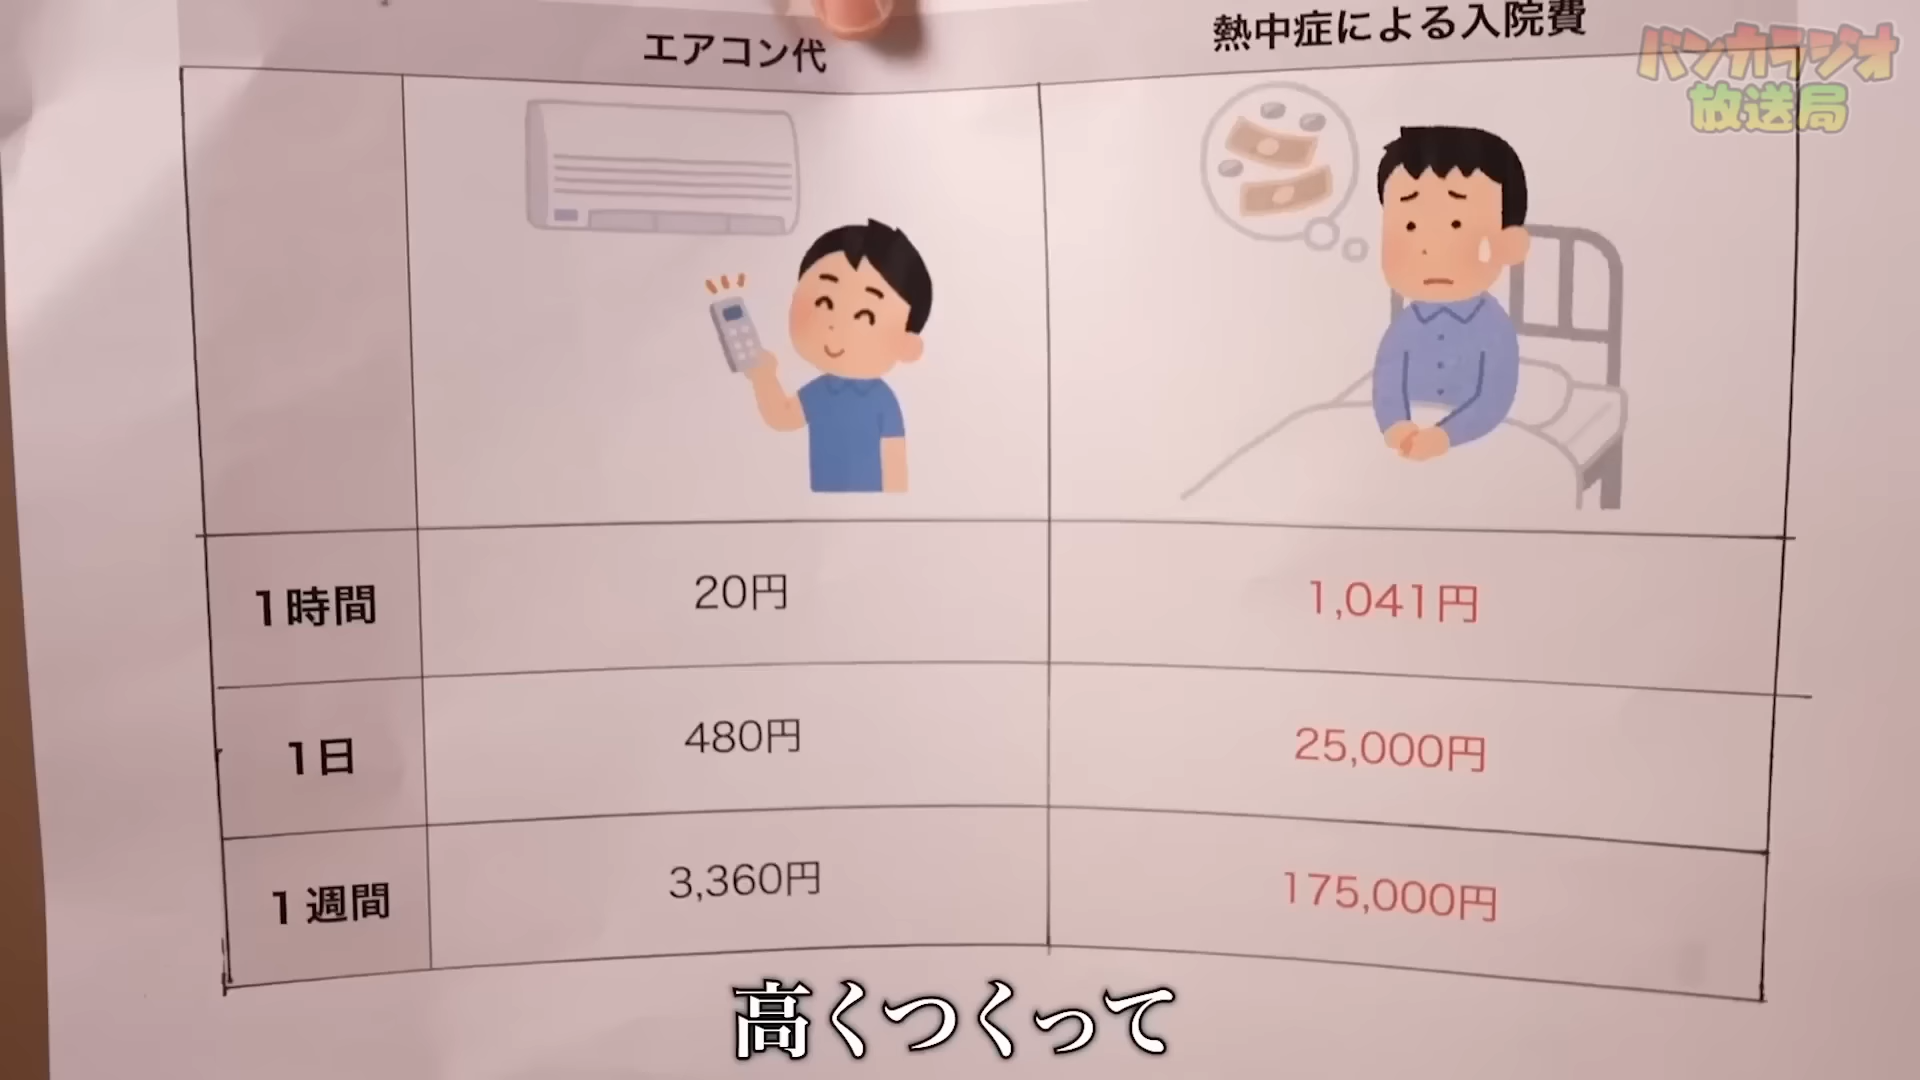 エアコン代
熱中症による入院費
バンカラジオ
放送局
1時間
20円
1,041円
1日
480円
25,000円
1週間
3,360円
175,000円
高くつくって